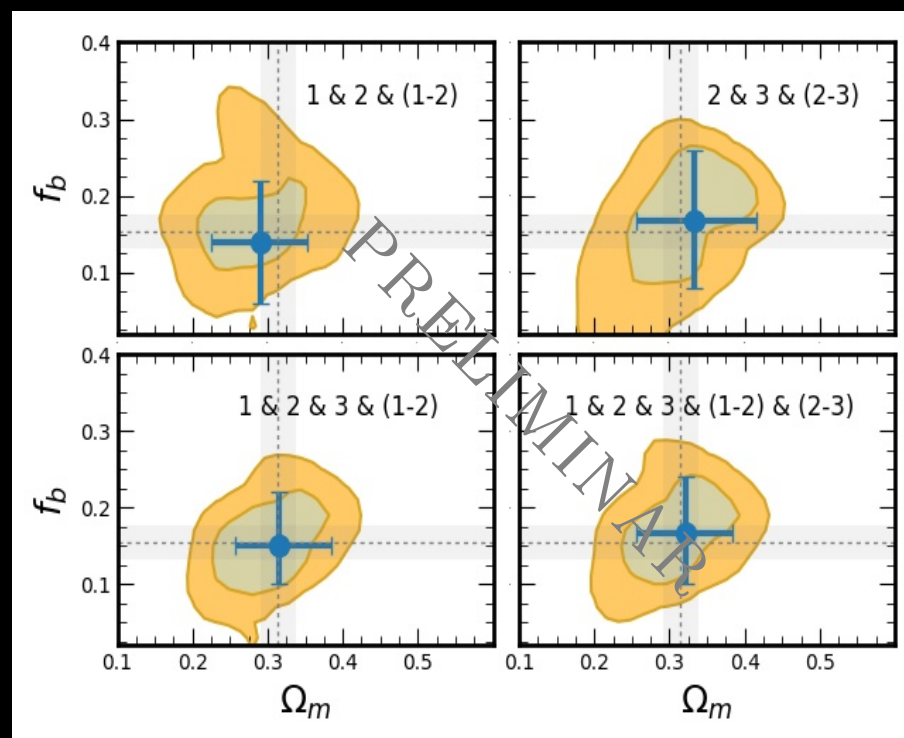 0.4
0.3
0.2
0.1
f_b
1 & 2 & (1-2)
2 & 3 & (2-3)
0.4
0.3
0.2
0.1
f_b
1 & 2 & 3 & (1-2)
1 & 2 & 3 & (1-2) & (2-3)
PRELIMINAR
0.1 0.2 0.3 0.4 0.5
0.1 0.2 0.3 0.4 0.5
Ω_m
Ω_m